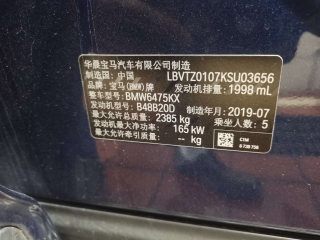 华晨宝马汽车有限公司制造
制造国: 中国 LBVTZ0107KSU03656
品牌: 宝马(BMW)牌 发动机排量: 1998 mL
整车型号: BMW6475KX
发动机型号: B48B20D 制造年月: 2019-07
最大允许总质量: 2385 kg 乘坐人数: 5
发动机最大净功率: 165 kW
最大允许牵引质量: -- kg
C1M
8 738 756